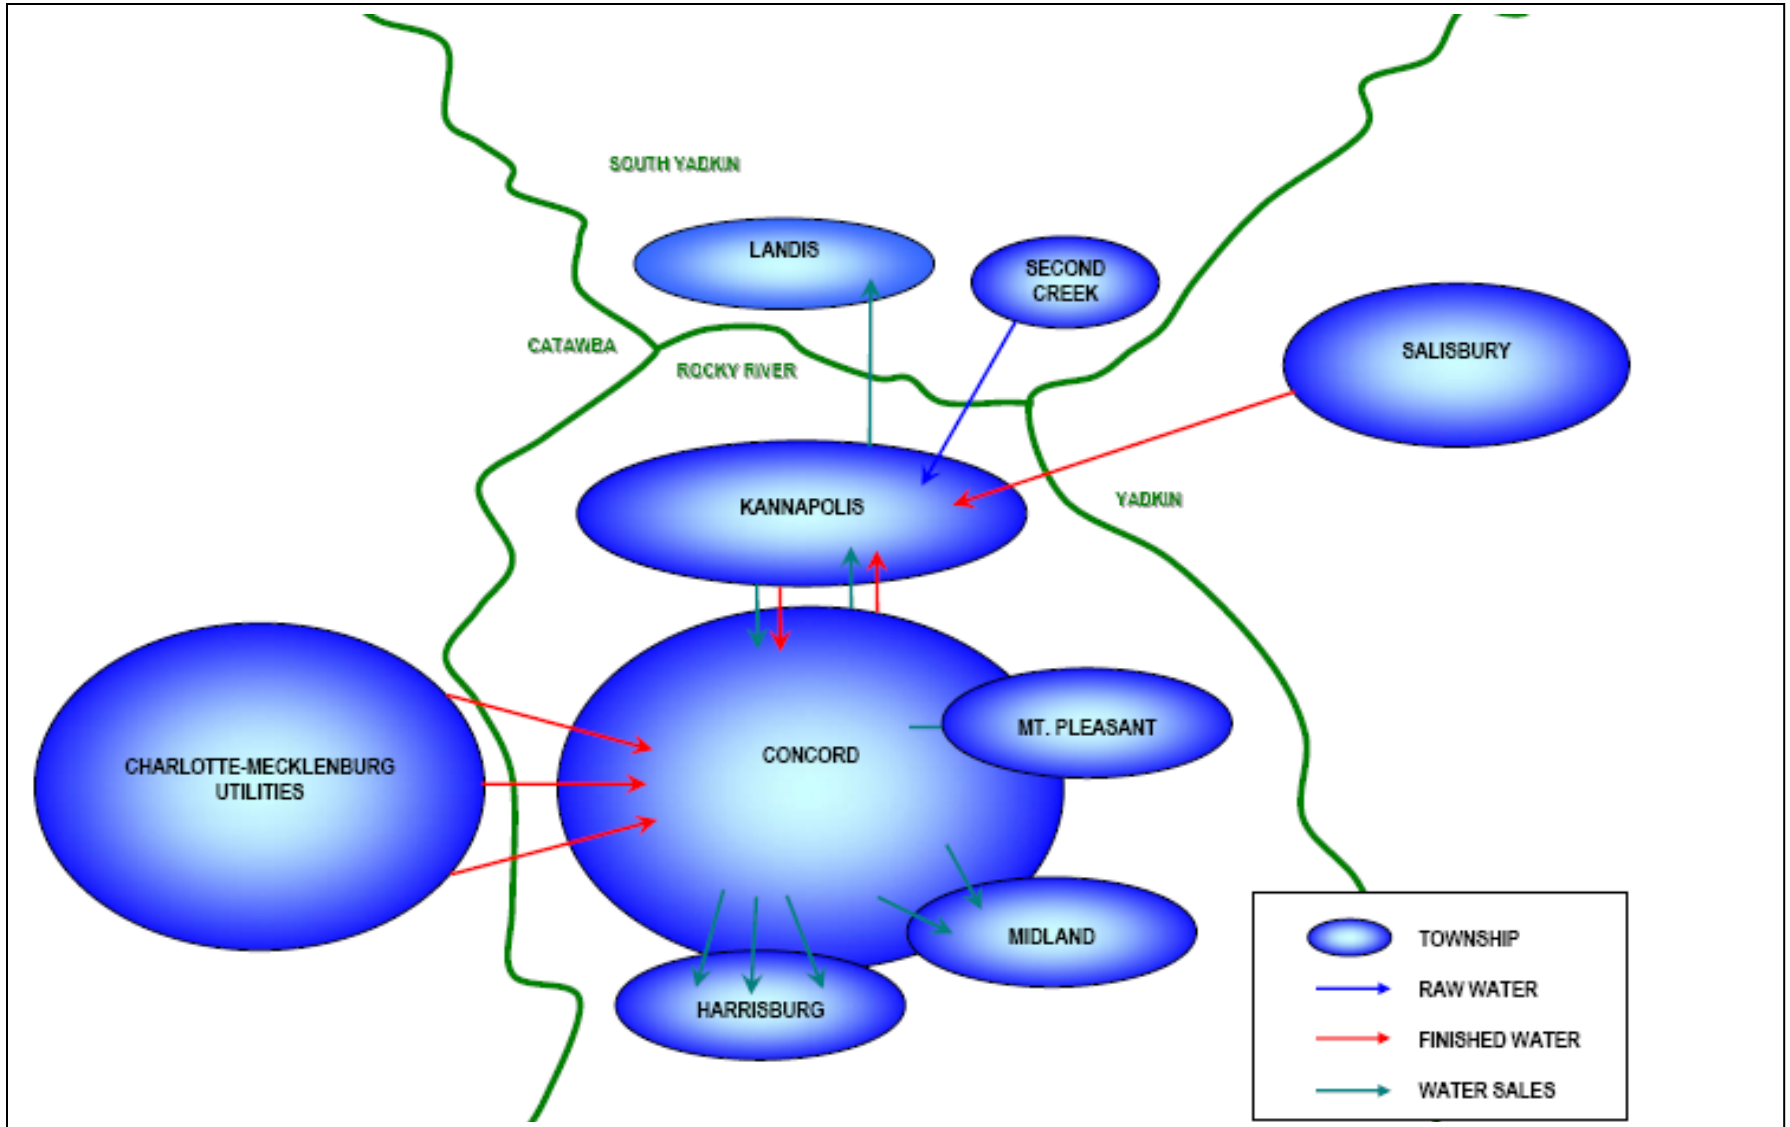 SOUTH YADKIN
LANDIS
SECOND
CREEK
SALISBURY
CATAWBA
ROCKY RIVER
KANNAPOLIS
YADKIN
MT. PLEASANT
CONCORD
CHARLOTTE-MECKLENBURG
UTILITIES
MIDLAND
HARRISBURG
TOWNSHIP
RAW WATER
FINISHED WATER
WATER SALES